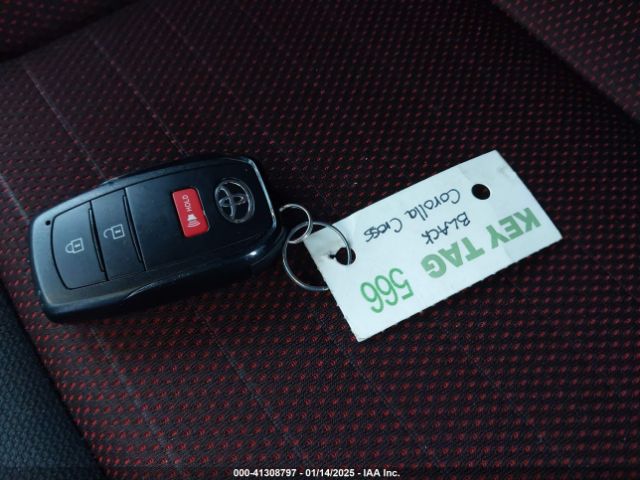 HOLD
Corolla Cross
BLACK
KEY TAG
566
000-41308797 - 01/14/2025 - IAA Inc.